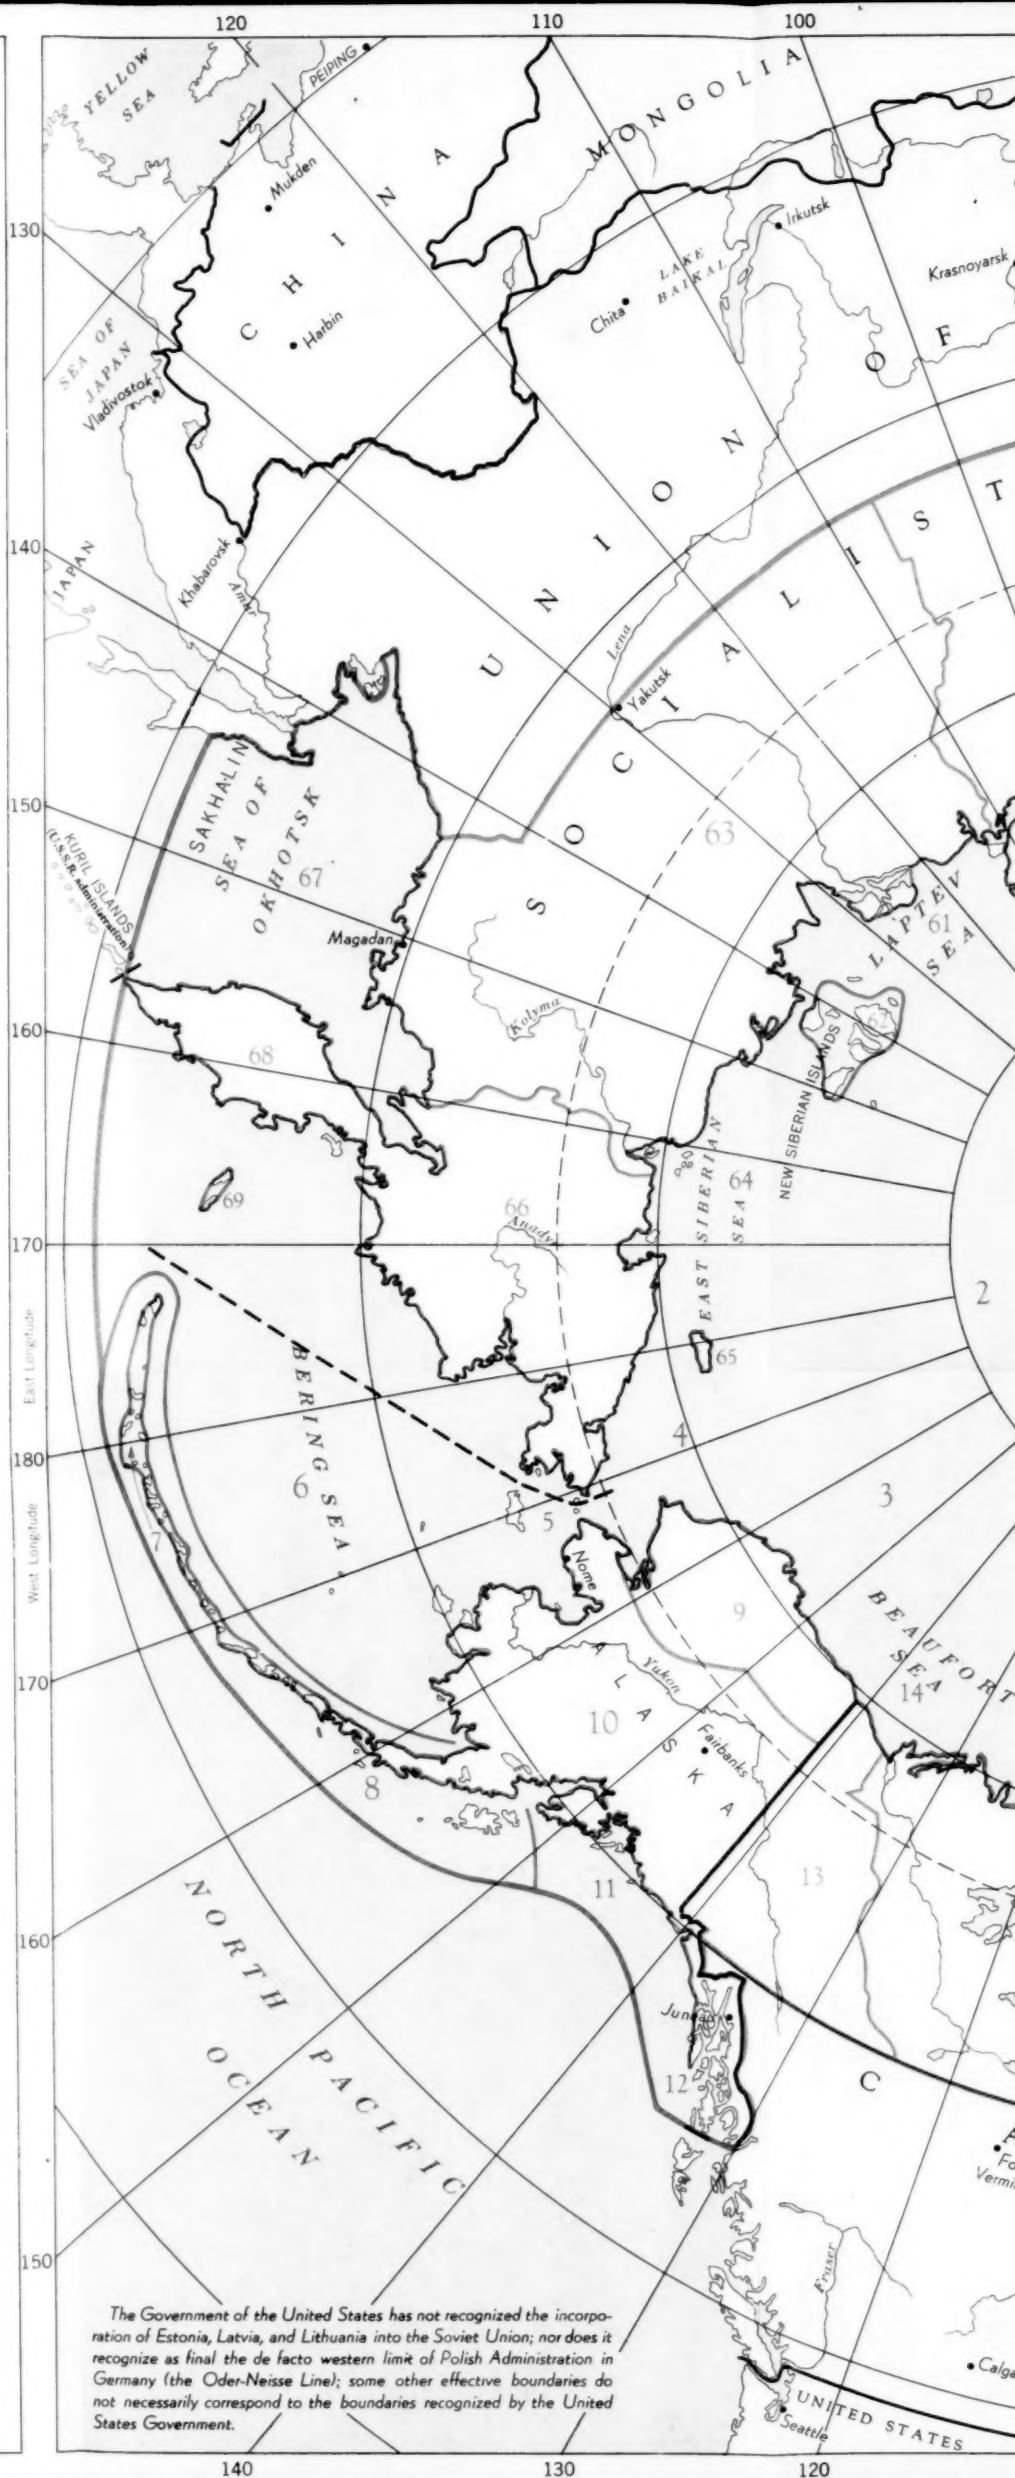 120
110
100
YELLOW
SEA
PEIPING
MONGOLIA
Mukden
CHINA
130
Irkutsk
LAKE
BAIKAL
Krasnoyarsk
Chita
Harbin
OF
SEA OF
JAPAN
Vladivostok
UNION
SOCIALIST
140
JAPAN
Khabarovsk
Amur
Lena
Yakutsk
150
SAKHALIN
SEA OF
OKHOTSK
67
63
KURIL ISLANDS
(U.S.S.R. administration)
Magadan
LAPTEV
61
SEA
Kolyma
62
NEW SIBERIAN ISLANDS
160
68
69
66
Anadyr
EAST SIBERIAN
SEA
64
170
2
65
East Longitude
BERING SEA
6
180
4
3
West Longitude
7
5
Nome
9
BEAUFORT
SEA
14
170
Yukon
ALASKA
10
Fairbanks
8
13
11
160
NORTH
PACIFIC
OCEAN
Juneau
12
C
A
Fo
Vermi
150
Fraser
The Government of the United States has not recognized the incorpo-
ration of Estonia, Latvia, and Lithuania into the Soviet Union; nor does it
recognize as final the de facto western limit of Polish Administration in
Germany (the Oder-Neisse Line); some other effective boundaries do
not necessarily correspond to the boundaries recognized by the United
States Government.
Calga
UNITED STATES
Seattle
140
130
120